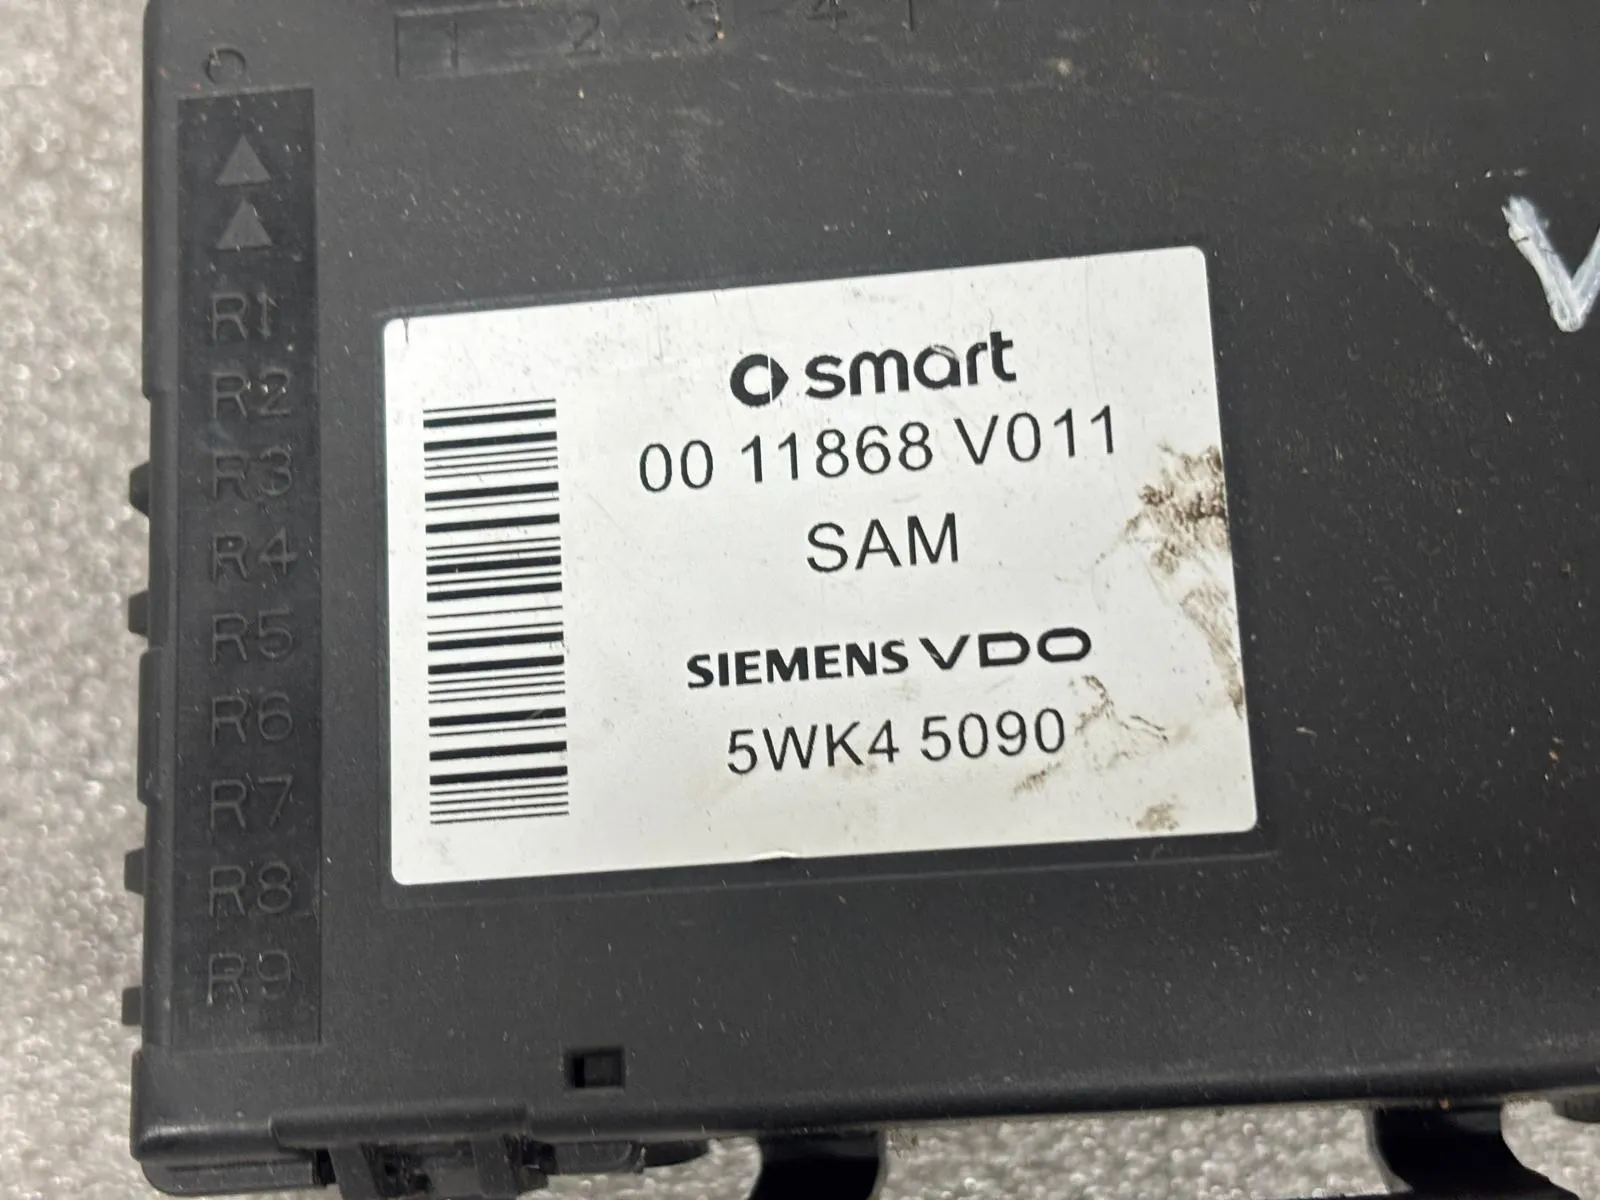 1 2 3 4
R1
R2
R3
R4
R5
R6
R7
R8
R9
smart
00 11868 V011
SAM
SIEMENS VDO
5WK4 5090
V